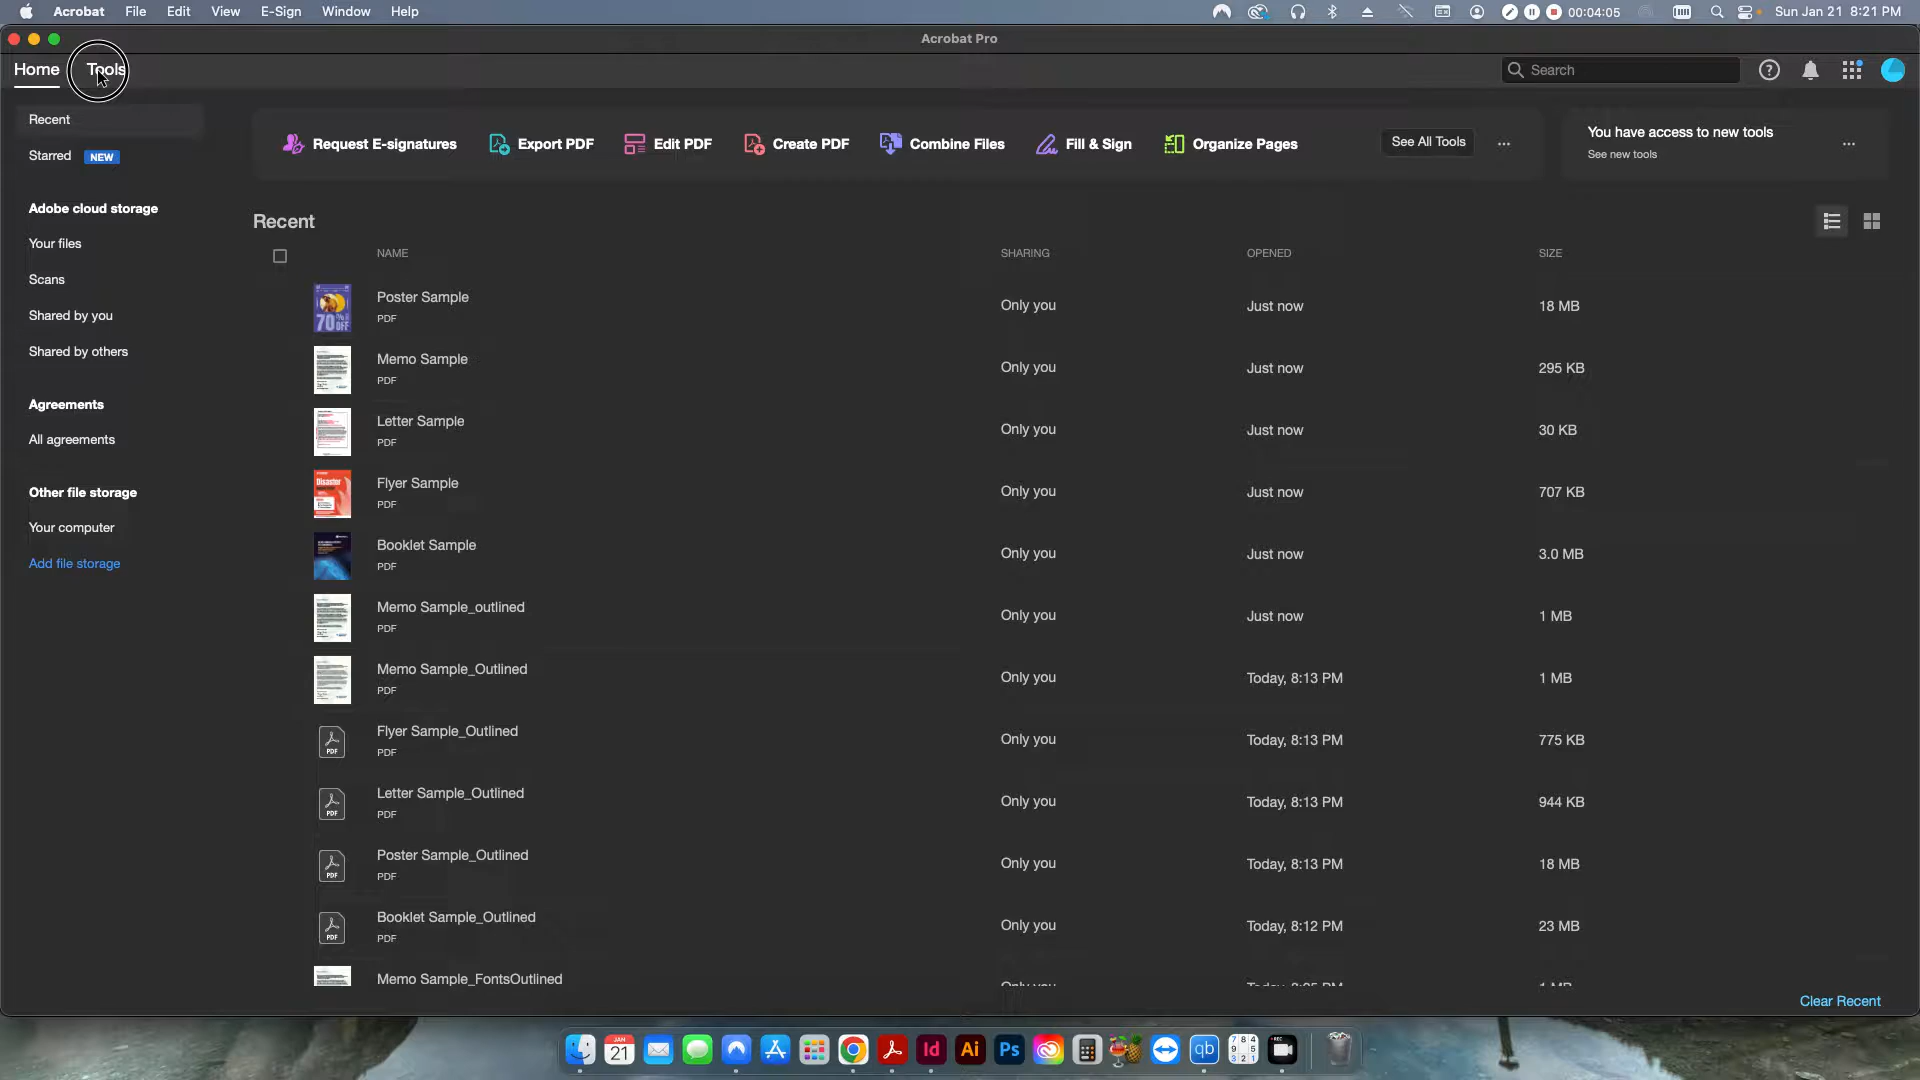 Acrobat File Edit View E-Sign Window Help 00:04:05 Sun Jan 21 8:21 PM
Acrobat Pro
Home Tools Search
Recent
Starred NEW
Adobe cloud storage
Your files
Scans
Shared by you
Shared by others
Agreements
All agreements
Other file storage
Your computer
Add file storage
Request E-signatures Export PDF Edit PDF Create PDF Combine Files Fill & Sign Organize Pages See All Tools ...
You have access to new tools
See new tools
Recent
NAME SHARING OPENED SIZE
Poster Sample Only you Just now 18 MB
PDF
Memo Sample Only you Just now 295 KB
PDF
Letter Sample Only you Just now 30 KB
PDF
Flyer Sample Only you Just now 707 KB
PDF
Booklet Sample Only you Just now 3.0 MB
PDF
Memo Sample_outlined Only you Just now 1 MB
PDF
Memo Sample_Outlined Only you Today, 8:13 PM 1 MB
PDF
Flyer Sample_Outlined Only you Today, 8:13 PM 775 KB
PDF
Letter Sample_Outlined Only you Today, 8:13 PM 944 KB
PDF
Poster Sample_Outlined Only you Today, 8:13 PM 18 MB
PDF
Booklet Sample_Outlined Only you Today, 8:12 PM 23 MB
PDF
Memo Sample_FontsOutlined
Clear Recent
JAN
21
Id Ai Ps qb REC